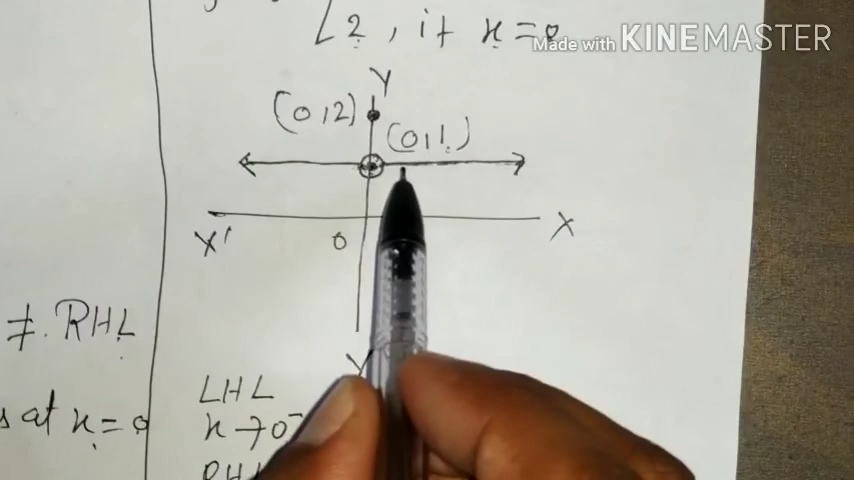 2, if x=0
Made with KINEMASTER
Y
(0,2)
(0,1)
X' 0 X
≠ RHL
LHL
at x=0
x→0⁻